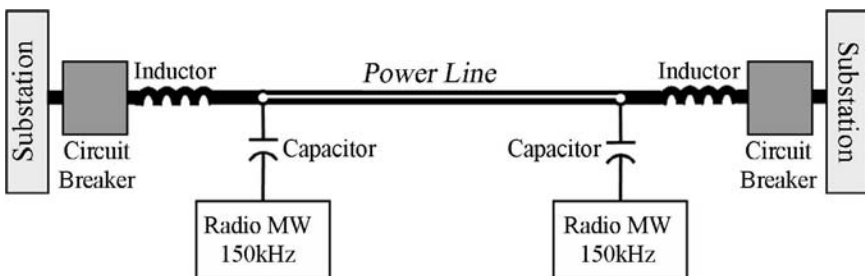 Substation
Circuit
Breaker
Inductor
Power Line
Capacitor
Radio MW
150kHz
Capacitor
Radio MW
150kHz
Inductor
Circuit
Breaker
Substation